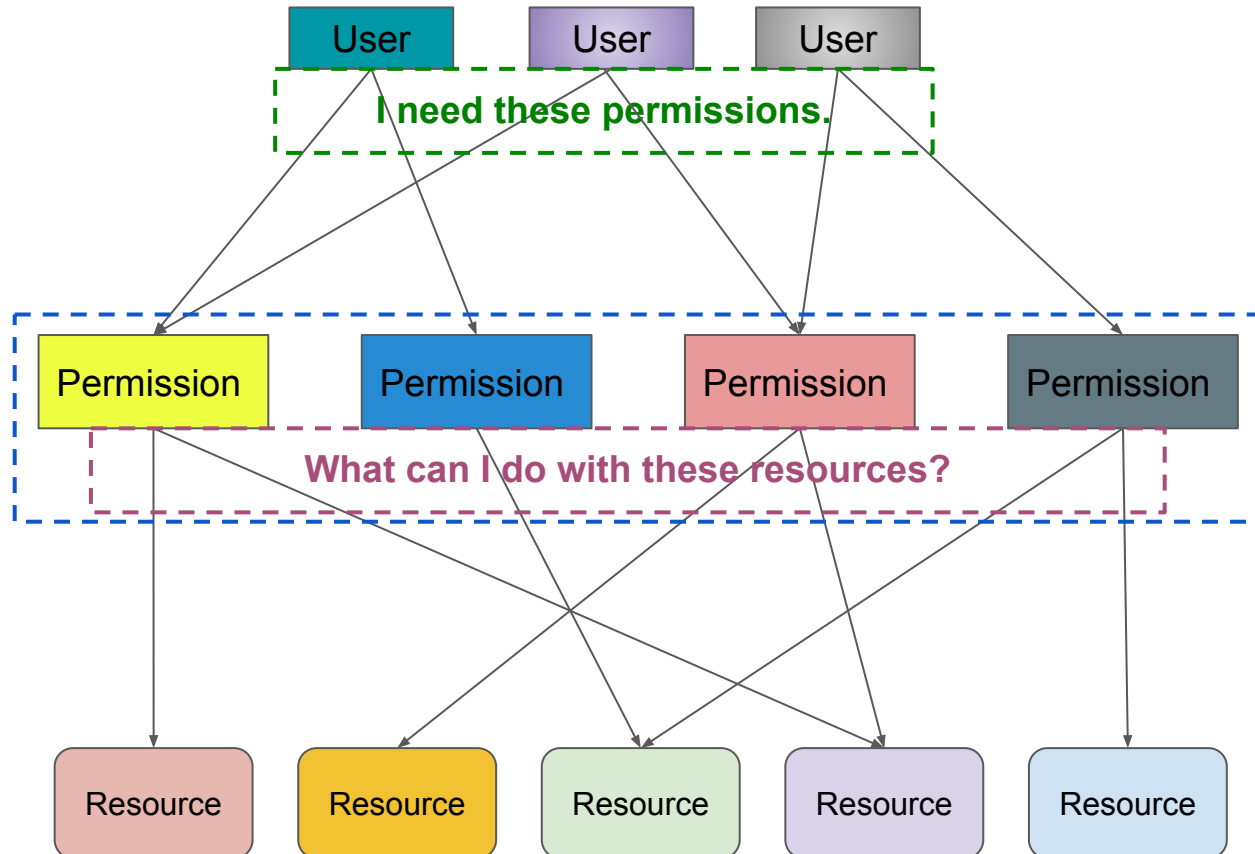 User
User
User
I need these permissions.
Permission
Permission
Permission
Permission
What can I do with these resources?
Resource
Resource
Resource
Resource
Resource